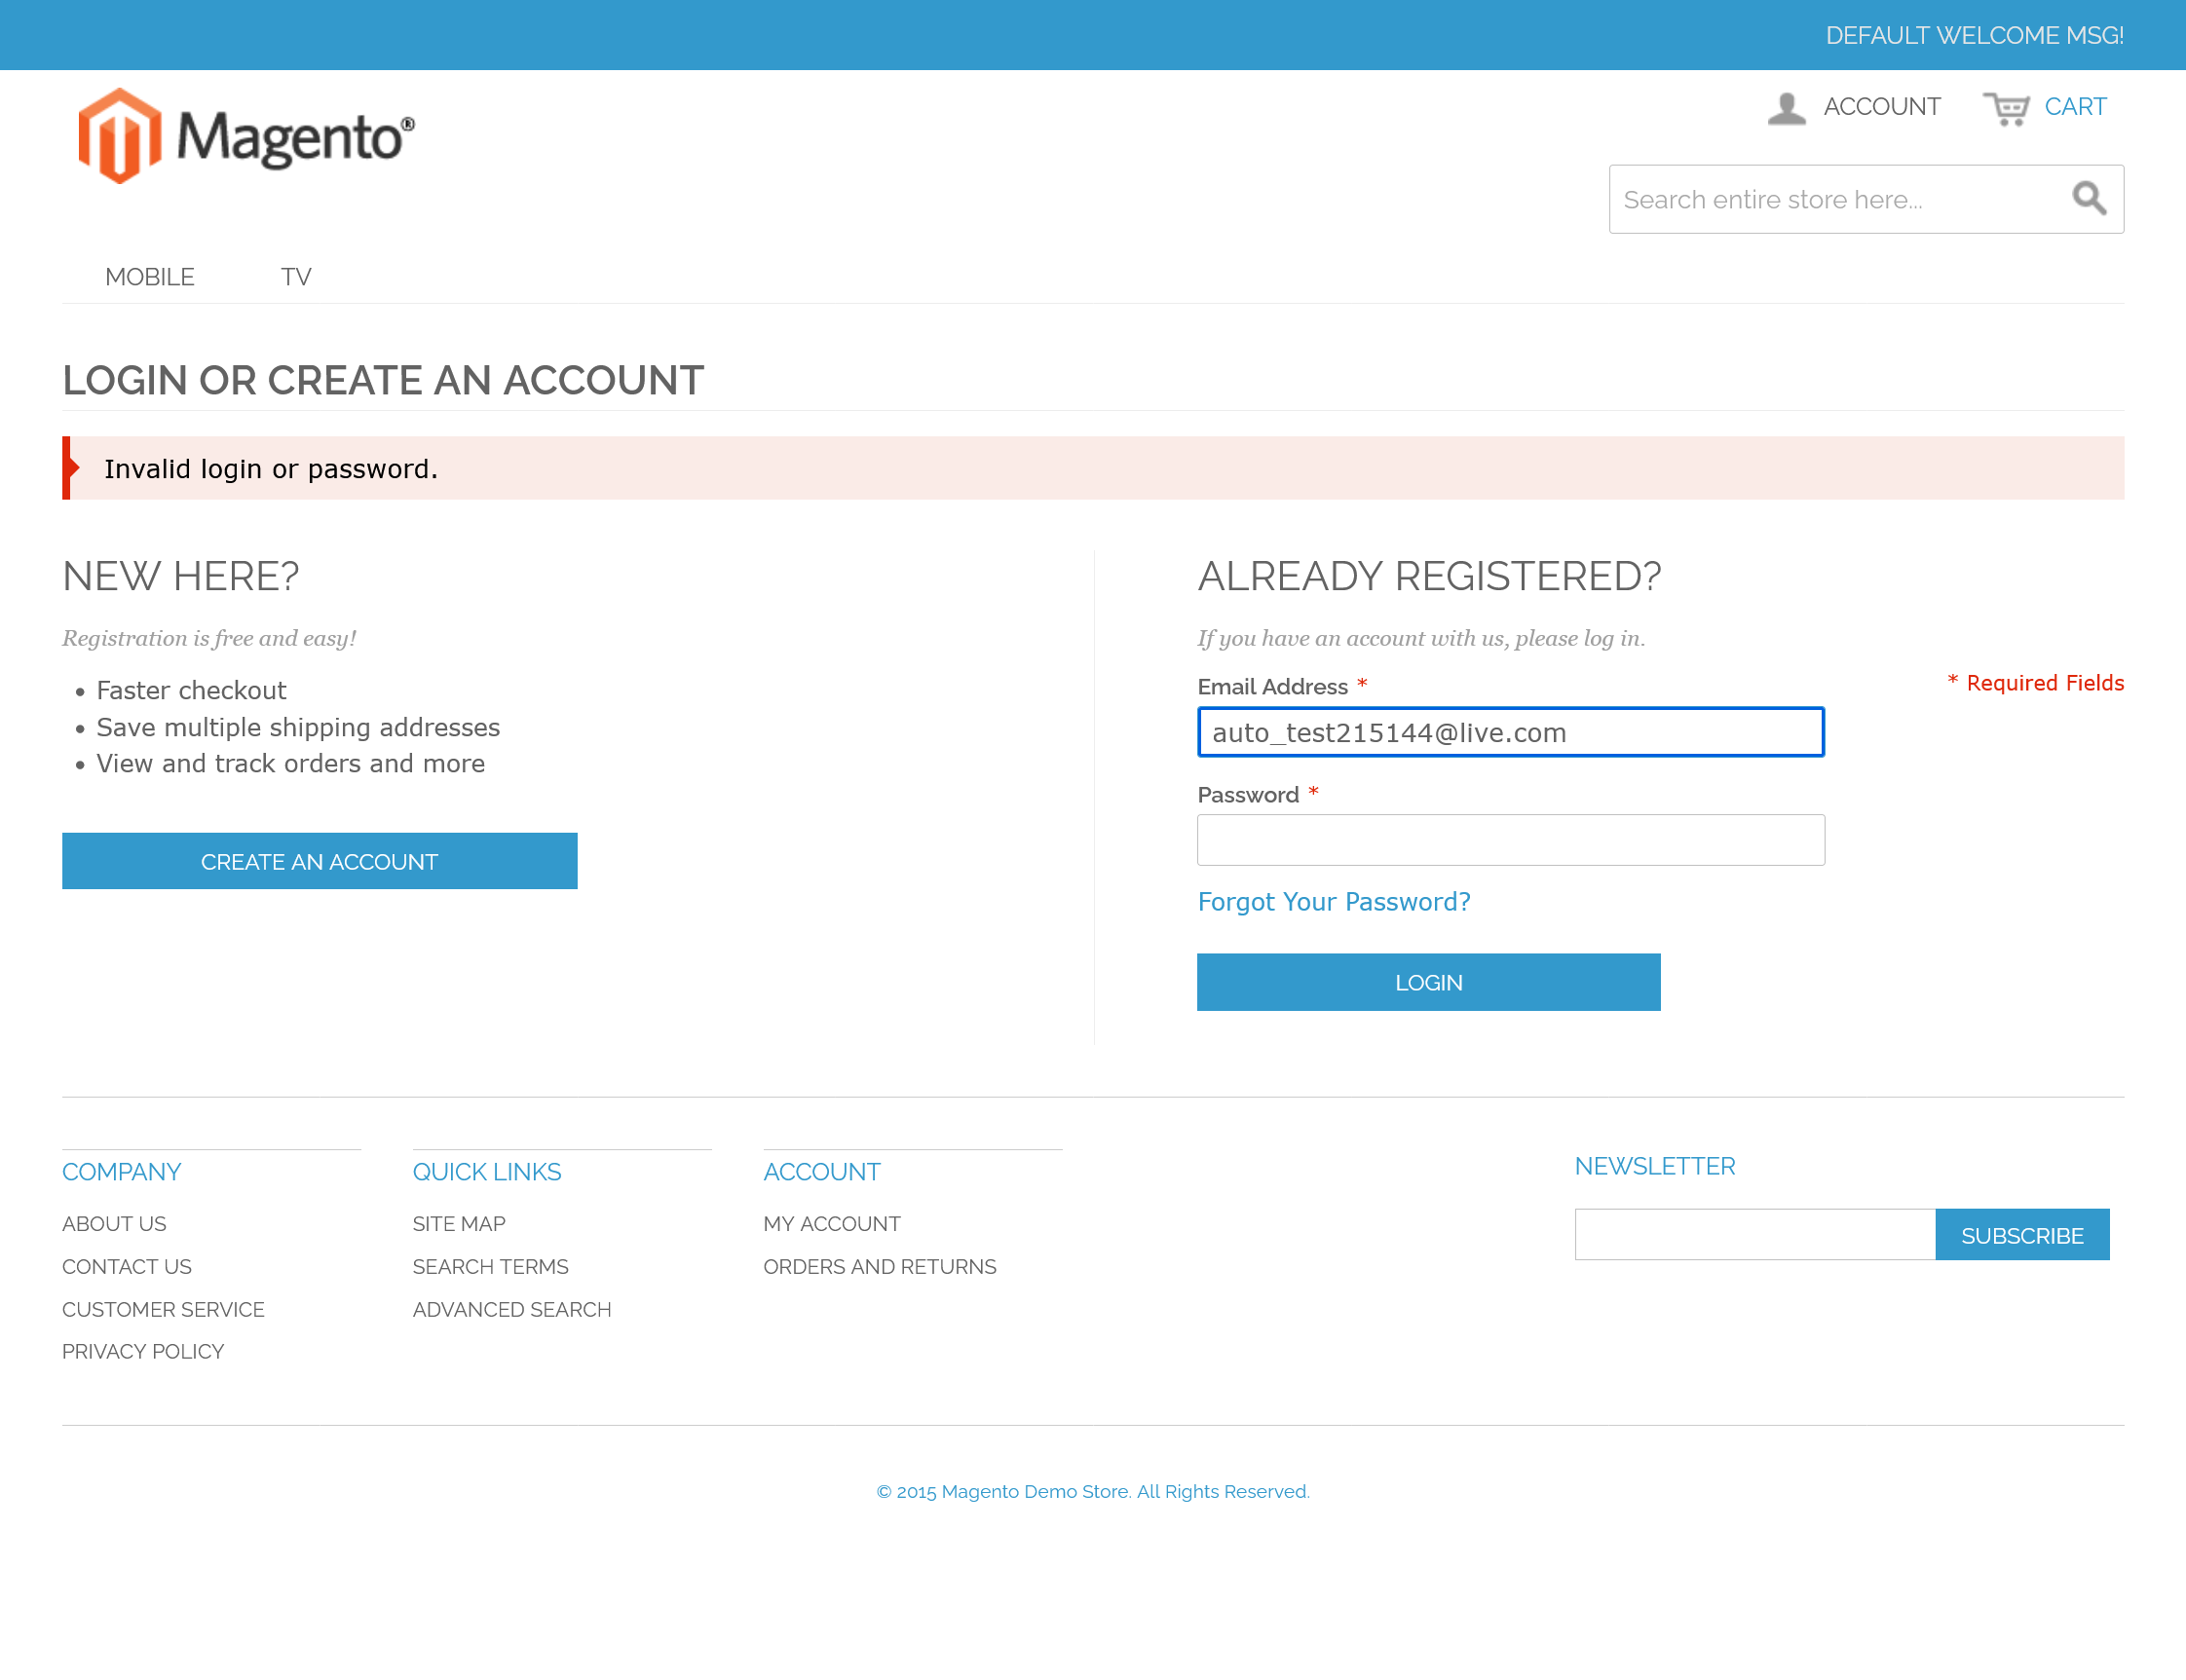 DEFAULT WELCOME MSG!
Magento®
ACCOUNT
CART
Search entire store here...
MOBILE
TV
LOGIN OR CREATE AN ACCOUNT
Invalid login or password.
NEW HERE?
Registration is free and easy!
• Faster checkout
• Save multiple shipping addresses
• View and track orders and more
CREATE AN ACCOUNT
ALREADY REGISTERED?
If you have an account with us, please log in.
* Required Fields
Email Address *
auto_test215144@live.com
Password *
Forgot Your Password?
LOGIN
COMPANY
ABOUT US
CONTACT US
CUSTOMER SERVICE
PRIVACY POLICY
QUICK LINKS
SITE MAP
SEARCH TERMS
ADVANCED SEARCH
ACCOUNT
MY ACCOUNT
ORDERS AND RETURNS
NEWSLETTER
SUBSCRIBE
© 2015 Magento Demo Store. All Rights Reserved.